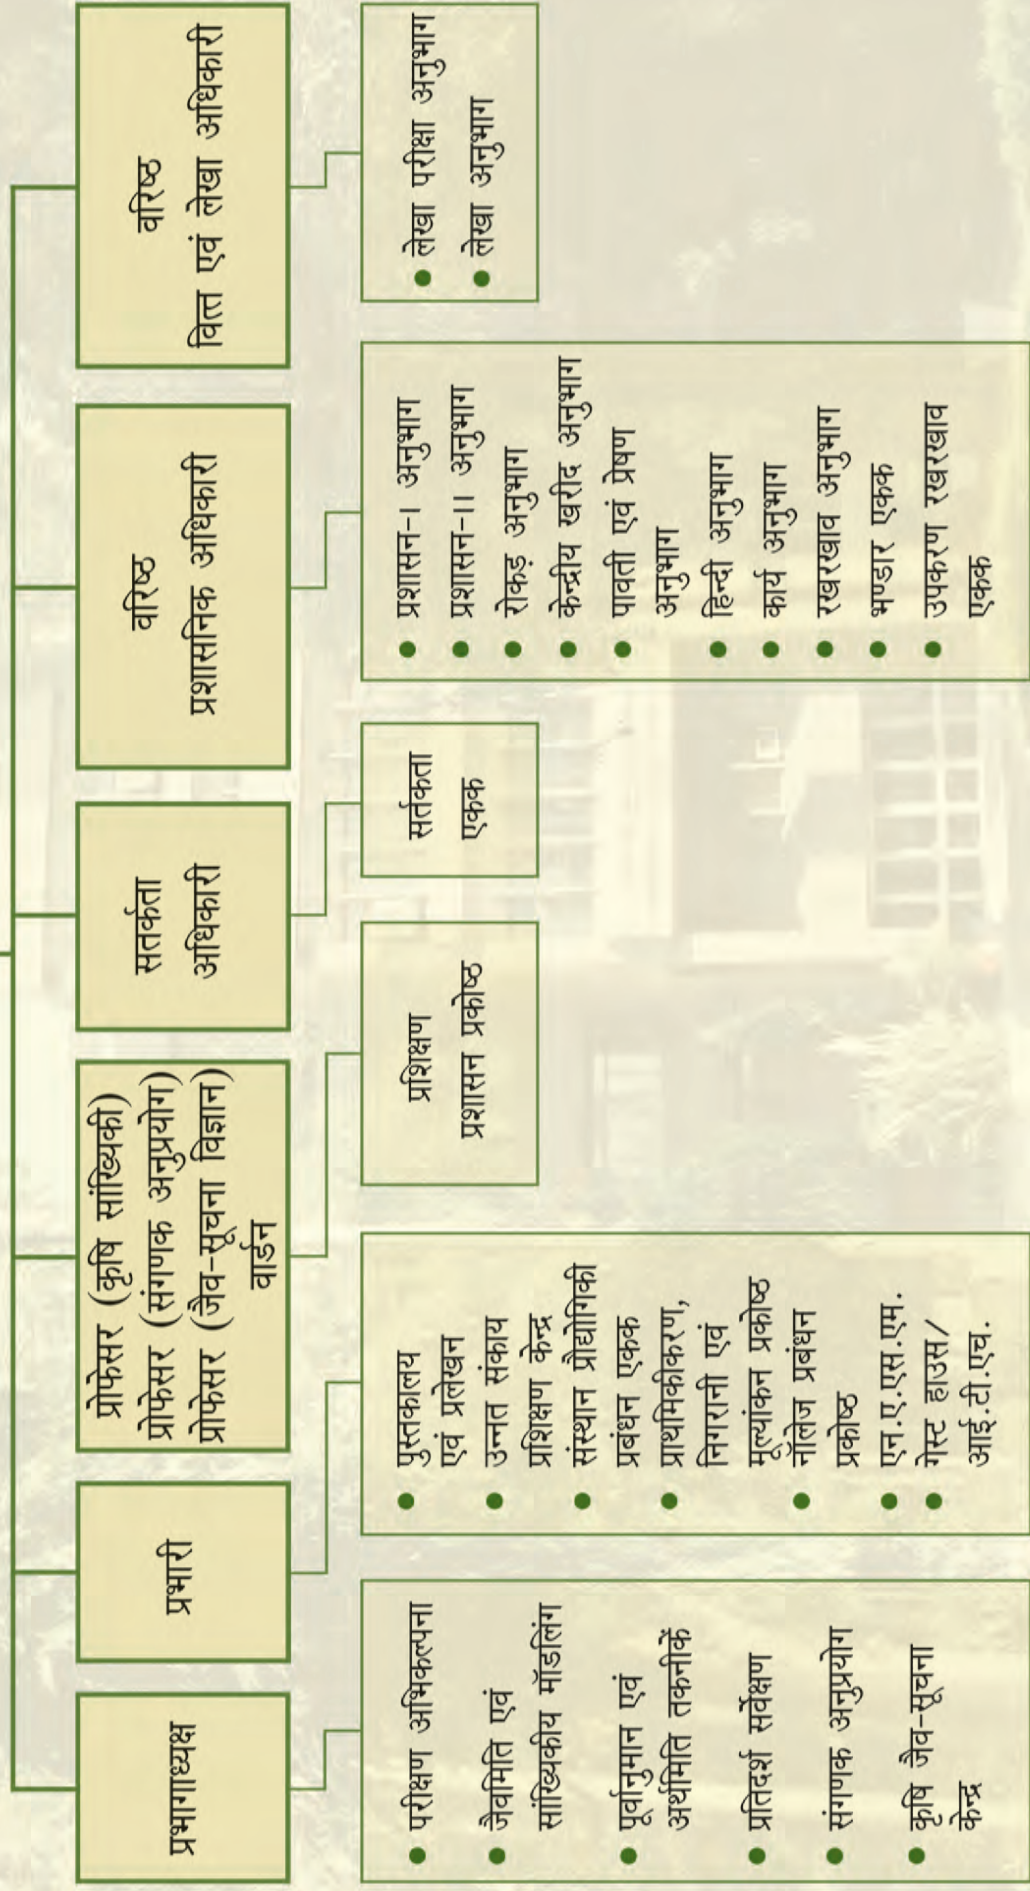 प्रभागाध्यक्ष
प्रभारी
प्रोफेसर (कृषि सांख्यिकी)
प्रोफेसर (संगणक अनुप्रयोग)
प्रोफेसर (जैव-सूचना विज्ञान)
वार्डन
सतर्कता
अधिकारी
वरिष्ठ
प्रशासनिक अधिकारी
वरिष्ठ
वित्त एवं लेखा अधिकारी
● परीक्षण अभिकल्पना
● जैवमिति एवं
सांख्यिकीय मॉडलिंग
● पूर्वानुमान एवं
अर्थमिति तकनीकें
● प्रतिदर्श सर्वेक्षण
● संगणक अनुप्रयोग
● कृषि जैव-सूचना
केन्द्र
● पुस्तकालय
एवं प्रलेखन
● उन्नत संकाय
प्रशिक्षण केन्द्र
● संस्थान प्रौद्योगिकी
प्रबंधन एकक
● प्राथमिकीकरण,
निगरानी एवं
मूल्यांकन प्रकोष्ठ
● नॉलेज प्रबंधन
प्रकोष्ठ
● एन.ए.एस.एम.
● गेस्ट हाउस/
आई.टी.एच.
प्रशिक्षण
प्रशासन प्रकोष्ठ
सर्तकता
एकक
● प्रशासन-I अनुभाग
● प्रशासन-II अनुभाग
● रोकड़ अनुभाग
● केन्द्रीय खरीद अनुभाग
● पावती एवं प्रेषण
अनुभाग
● हिन्दी अनुभाग
● कार्य अनुभाग
● रखरखाव अनुभाग
● भण्डार एकक
● उपकरण रखरखाव
एकक
● लेखा परीक्षा अनुभाग
● लेखा अनुभाग